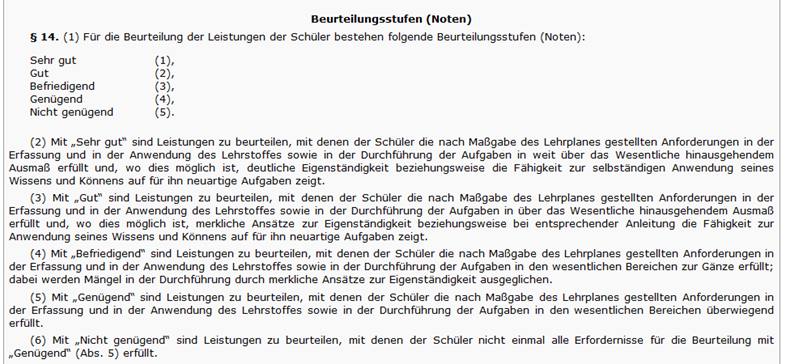 Beurteilungsstufen (Noten)
§ 14. (1) Für die Beurteilung der Leistungen der Schüler bestehen folgende Beurteilungsstufen (Noten):
Sehr gut (1),
Gut (2),
Befriedigend (3),
Genügend (4),
Nicht genügend (5).
(2) Mit „Sehr gut“ sind Leistungen zu beurteilen, mit denen der Schüler die nach Maßgabe des Lehrplanes gestellten Anforderungen in der
Erfassung und in der Anwendung des Lehrstoffes sowie in der Durchführung der Aufgaben in weit über das Wesentliche hinausgehendem
Ausmaß erfüllt und, wo dies möglich ist, deutliche Eigenständigkeit beziehungsweise die Fähigkeit zur selbständigen Anwendung seines
Wissens und Könnens auf für ihn neuartige Aufgaben zeigt.
(3) Mit „Gut“ sind Leistungen zu beurteilen, mit denen der Schüler die nach Maßgabe des Lehrplanes gestellten Anforderungen in der
Erfassung und in der Anwendung des Lehrstoffes sowie in der Durchführung der Aufgaben in über das Wesentliche hinausgehendem Ausmaß
erfüllt und, wo dies möglich ist, merkliche Ansätze zur Eigenständigkeit beziehungsweise bei entsprechender Anleitung die Fähigkeit zur
Anwendung seines Wissens und Könnens auf für ihn neuartige Aufgaben zeigt.
(4) Mit „Befriedigend“ sind Leistungen zu beurteilen, mit denen der Schüler die nach Maßgabe des Lehrplanes gestellten Anforderungen in
der Erfassung und in der Anwendung des Lehrstoffes sowie in der Durchführung der Aufgaben in den wesentlichen Bereichen zur Gänze erfüllt;
dabei werden Mängel in der Durchführung durch merkliche Ansätze zur Eigenständigkeit ausgeglichen.
(5) Mit „Genügend“ sind Leistungen zu beurteilen, mit denen der Schüler die nach Maßgabe des Lehrplanes gestellten Anforderungen in
der Erfassung und in der Anwendung des Lehrstoffes sowie in der Durchführung der Aufgaben in den wesentlichen Bereichen überwiegend
erfüllt.
(6) Mit „Nicht genügend“ sind Leistungen zu beurteilen, mit denen der Schüler nicht einmal alle Erfordernisse für die Beurteilung mit
„Genügend“ (Abs. 5) erfüllt.